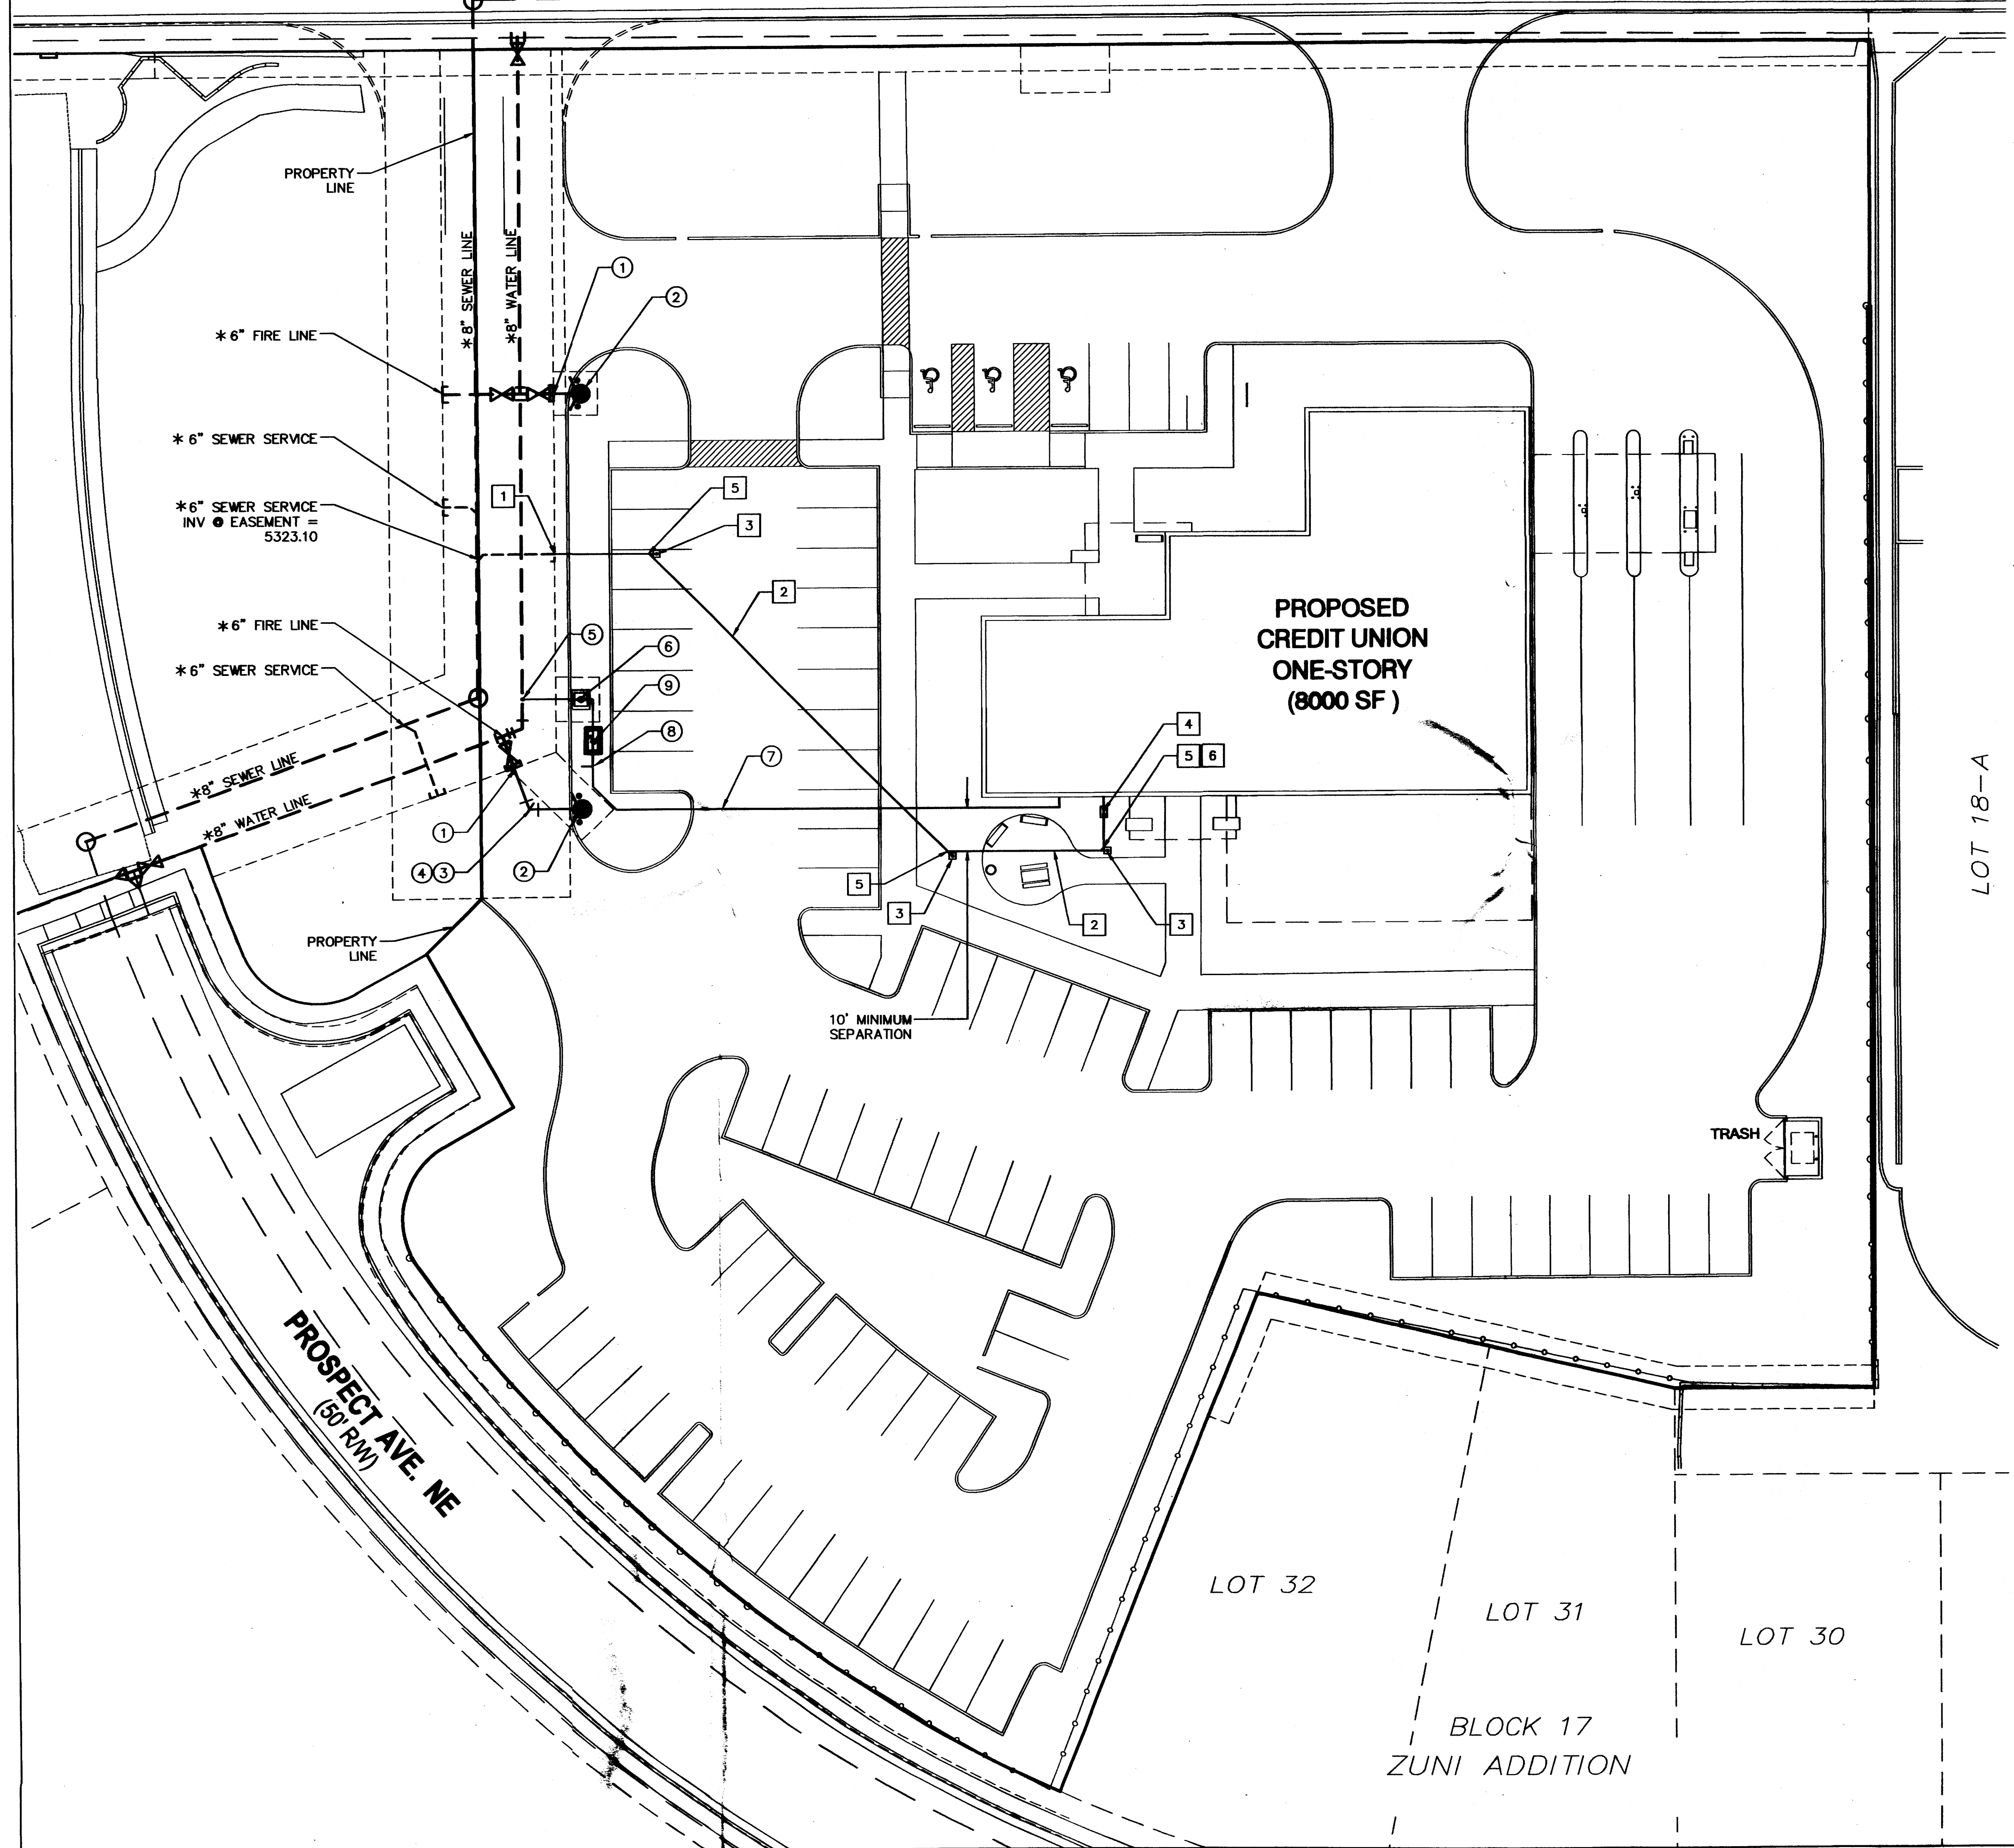 PROPERTY
LINE
*8" SEWER LINE
*8" WATER LINE
1
2
* 6" FIRE LINE
* 6" SEWER SERVICE
*6" SEWER SERVICE
INV @ EASEMENT =
5323.10
1
5
3
2
* 6" FIRE LINE
* 6" SEWER SERVICE
5
6
9
8
7
PROPOSED
CREDIT UNION
ONE-STORY
(8000 SF )
4
5 6
*8" SEWER LINE
*8" WATER LINE
1
4 3
2
5
3
2
3
PROPERTY
LINE
10' MINIMUM
SEPARATION
LOT 18-A
TRASH
PROSPECT AVE. NE
(50' R/W)
LOT 32
LOT 31
LOT 30
BLOCK 17
ZUNI ADDITION